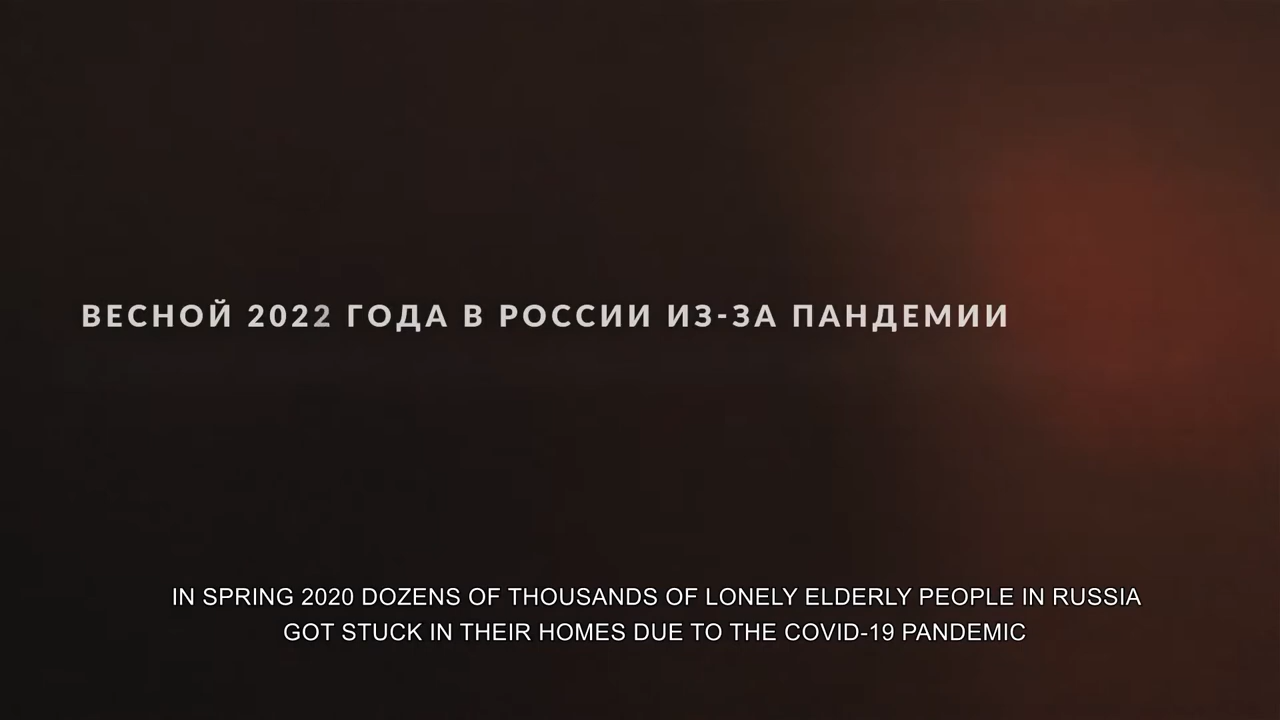 ВЕСНОЙ 2022 ГОДА В РОССИИ ИЗ-ЗА ПАНДЕМИИ
IN SPRING 2020 DOZENS OF THOUSANDS OF LONELY ELDERLY PEOPLE IN RUSSIA
GOT STUCK IN THEIR HOMES DUE TO THE COVID-19 PANDEMIC